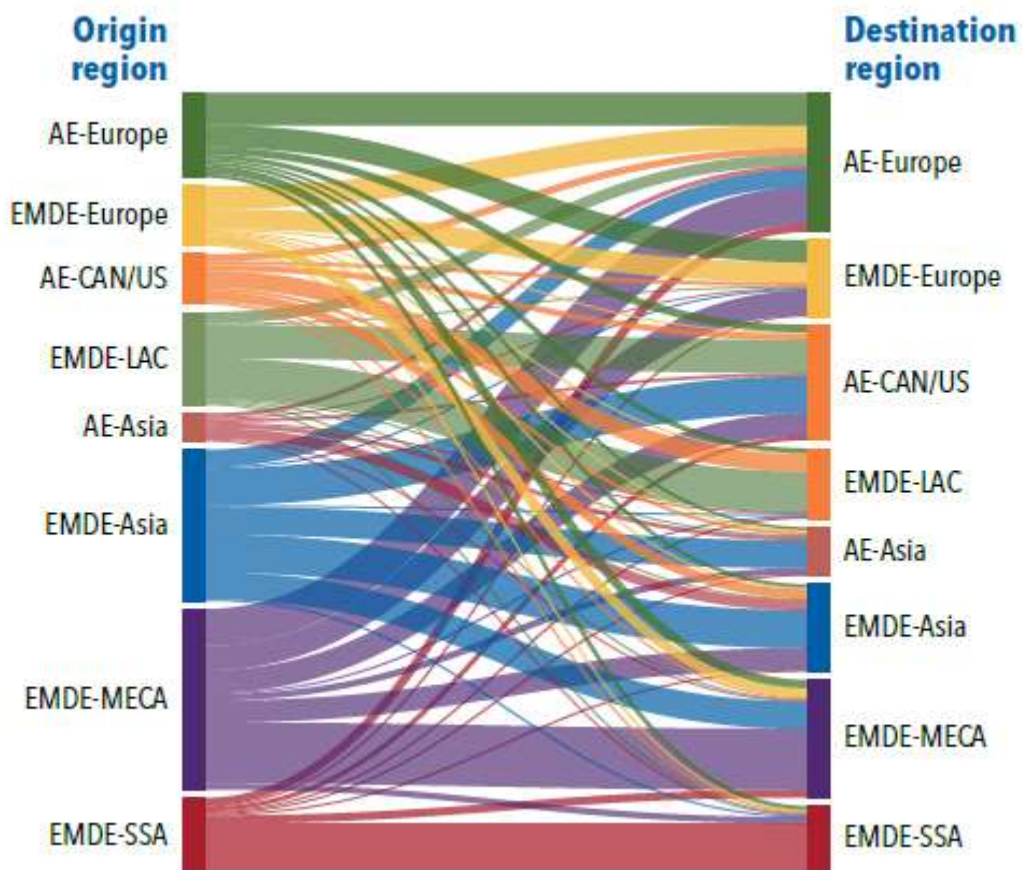 Origin
region
Destination
region
AE-Europe
EMDE-Europe
AE-CAN/US
EMDE-LAC
AE-Asia
EMDE-Asia
EMDE-MECA
EMDE-SSA
AE-Europe
EMDE-Europe
AE-CAN/US
EMDE-LAC
AE-Asia
EMDE-Asia
EMDE-MECA
EMDE-SSA